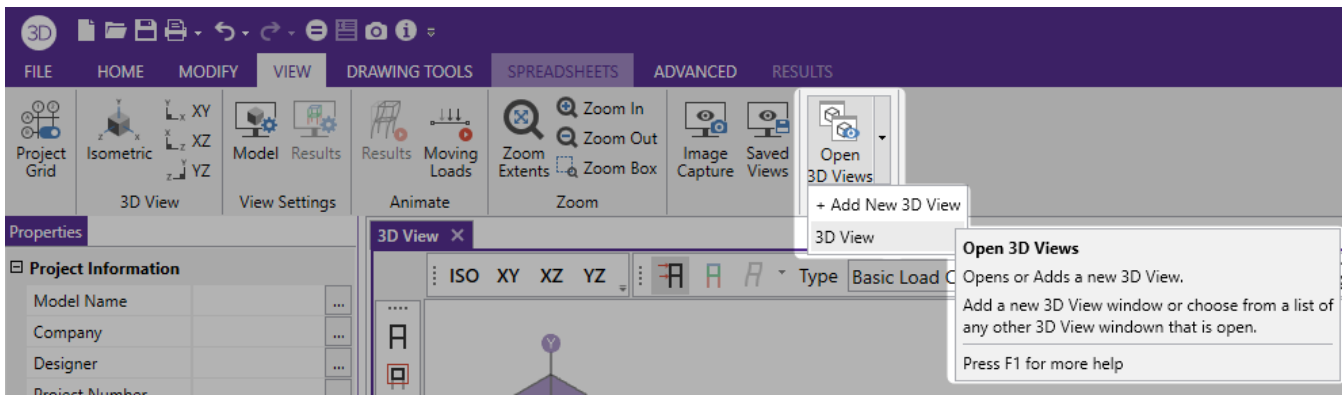 3D
FILE HOME MODIFY VIEW DRAWING TOOLS SPREADSHEETS ADVANCED RESULTS
Project Grid
Isometric
Y x XY
X z XZ
Y z YZ
3D View
Model
Results
View Settings
Results
Moving Loads
Animate
Zoom Extents
Zoom In
Zoom Out
Zoom Box
Zoom
Image Capture
Saved Views
Open
3D Views
+ Add New 3D View
3D View
Open 3D Views
Opens or Adds a new 3D View.
Add a new 3D View window or choose from a list of
any other 3D View windown that is open.
Press F1 for more help
Properties
Project Information
Model Name ...
Company ...
Designer ...
Project Number
3D View
ISO XY XZ YZ Type Basic Load C
Y